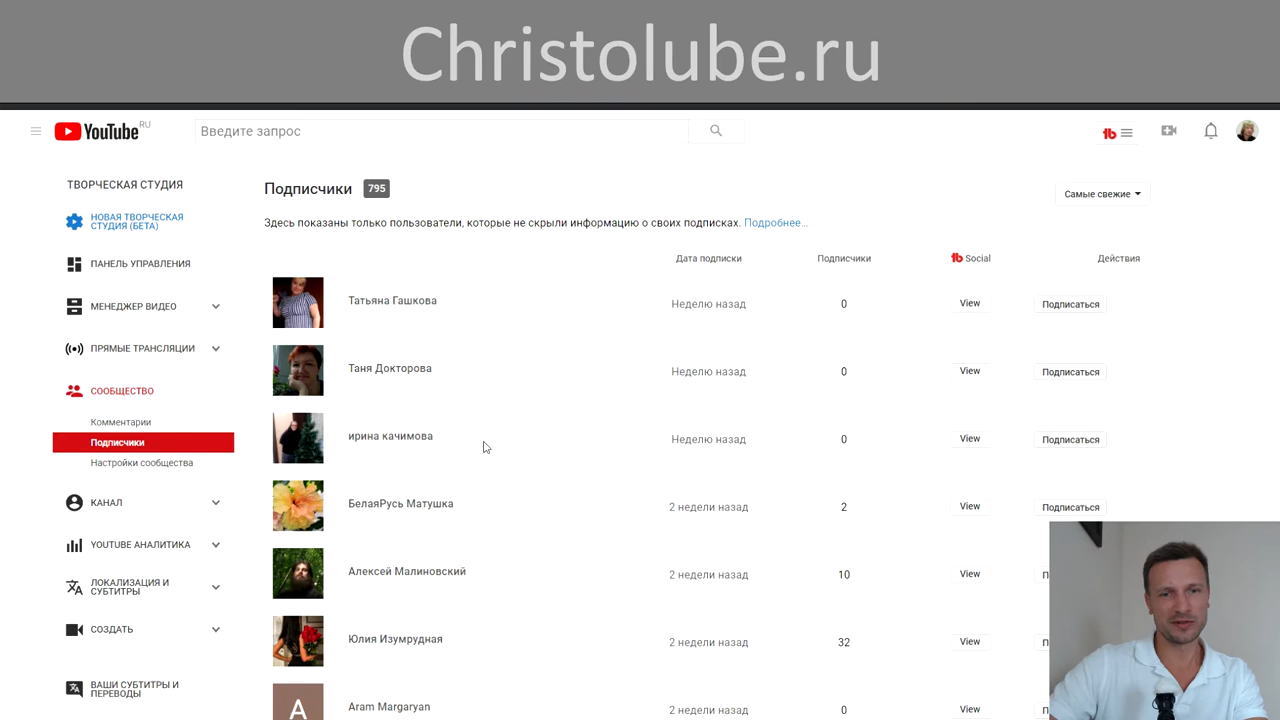 Christolube.ru
YouTube RU
Введите запрос
ТВОРЧЕСКАЯ СТУДИЯ
НОВАЯ ТВОРЧЕСКАЯ
СТУДИЯ (БЕТА)
ПАНЕЛЬ УПРАВЛЕНИЯ
МЕНЕДЖЕР ВИДЕО
ПРЯМЫЕ ТРАНСЛЯЦИИ
СООБЩЕСТВО
Комментарии
Подписчики
Настройки сообщества
КАНАЛ
YOUTUBE АНАЛИТИКА
ЛОКАЛИЗАЦИЯ И
СУБТИТРЫ
СОЗДАТЬ
ВАШИ СУБТИТРЫ И
ПЕРЕВОДЫ
Подписчики 795
Самые свежие
Здесь показаны только пользователи, которые не скрыли информацию о своих подписках. Подробнее...
Дата подписки Подписчики tb Social Действия
Татьяна Гашкова Неделю назад 0 View Подписаться
Таня Докторова Неделю назад 0 View Подписаться
ирина качимова Неделю назад 0 View Подписаться
БелаяРусь Матушка 2 недели назад 2 View Подписаться
Алексей Малиновский 2 недели назад 10 View П
Юлия Изумрудная 2 недели назад 32 View П
A Aram Margaryan 2 недели назад 0 View П